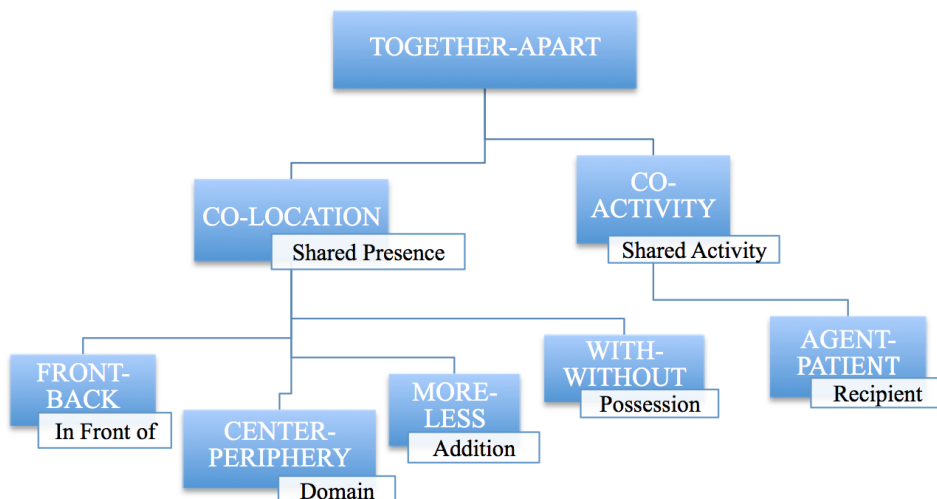 TOGETHER-APART
CO-LOCATION
Shared Presence
CO-
ACTIVITY
Shared Activity
FRONT-
BACK
In Front of
CENTER-
PERIPHERY
Domain
MORE-
LESS
Addition
WITH-
WITHOUT
Possession
AGENT-
PATIENT
Recipient